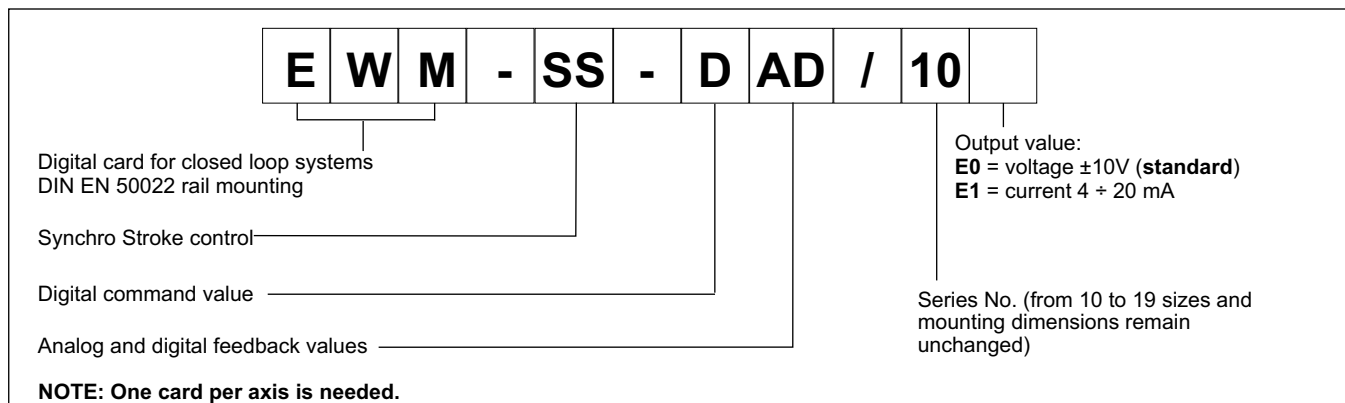 E W M - SS - D AD / 10
Digital card for closed loop systems
DIN EN 50022 rail mounting
Synchro Stroke control
Digital command value
Analog and digital feedback values
Output value:
E0 = voltage ±10V (standard)
E1 = current 4 ÷ 20 mA
Series No. (from 10 to 19 sizes and
mounting dimensions remain
unchanged)
NOTE: One card per axis is needed.